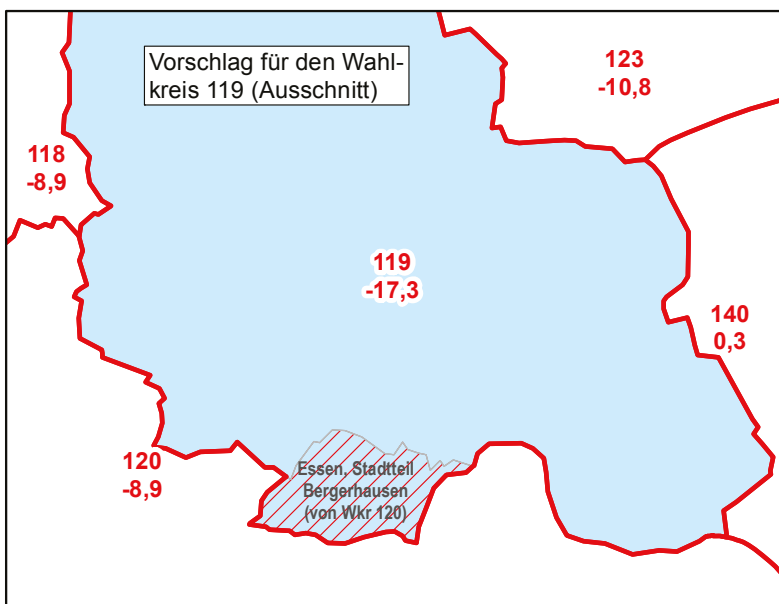 Vorschlag für den Wahl-
kreis 119 (Ausschnitt)
123
-10,8
118
-8,9
119
-17,3
140
0,3
120
-8,9
Essen, Stadtteil
Bergerhausen
(von Wkr 120)